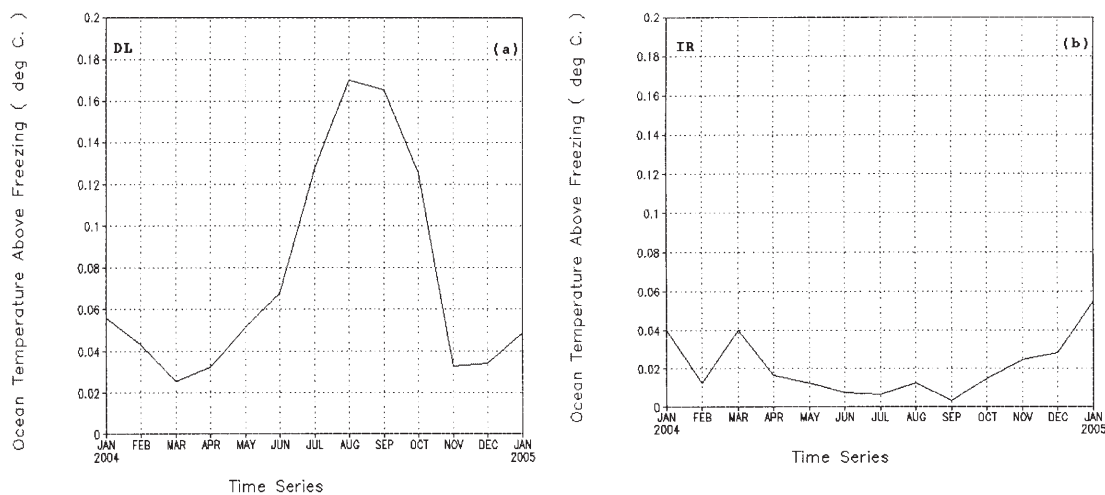 Ocean Temperature Above Freezing ( deg C. )
DL
(a)
0.2
0.18
0.16
0.14
0.12
0.1
0.08
0.06
0.04
0.02
0
JAN FEB MAR APR MAY JUN JUL AUG SEP OCT NOV DEC JAN
2004 2005
Time Series
Ocean Temperature Above Freezing ( deg C. )
IR
(b)
0.2
0.18
0.16
0.14
0.12
0.1
0.08
0.06
0.04
0.02
0
JAN FEB MAR APR MAY JUN JUL AUG SEP OCT NOV DEC JAN
2004 2005
Time Series